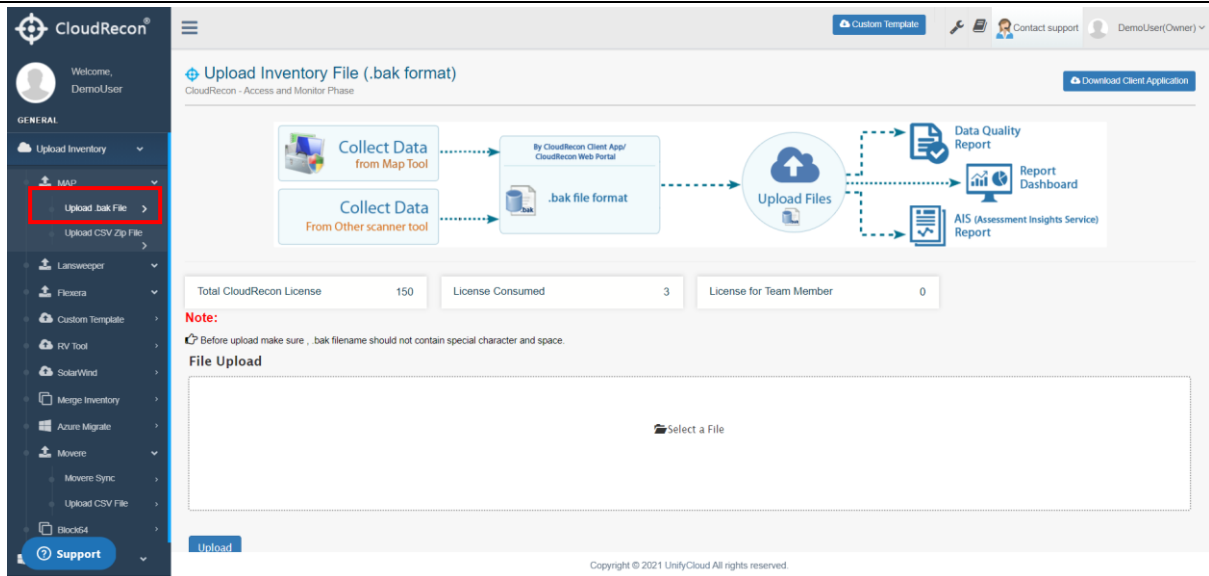 CloudRecon®
Custom Template
Contact support
DemoUser(Owner)
Welcome,
DemoUser
GENERAL
Upload Inventory
MAP
Upload .bak File
Upload CSV Zip File
Lansweeper
Flexera
Custom Template
RV Tool
SolarWind
Merge Inventory
Azure Migrate
Movere
Movere Sync
Upload CSV File
Block64
Support
Upload Inventory File (.bak format)
CloudRecon - Access and Monitor Phase
Download Client Application
Collect Data
from Map Tool
Collect Data
From Other scanner tool
By CloudRecon Client App/
CloudRecon Web Portal
.bak
.bak file format
Upload Files
Data Quality
Report
Report
Dashboard
AIS (Assessment Insights Service)
Report
Total CloudRecon License 150
License Consumed 3
License for Team Member 0
Note:
Before upload make sure , .bak filename should not contain special character and space.
File Upload
Select a File
Upload
Copyright © 2021 UnifyCloud All rights reserved.